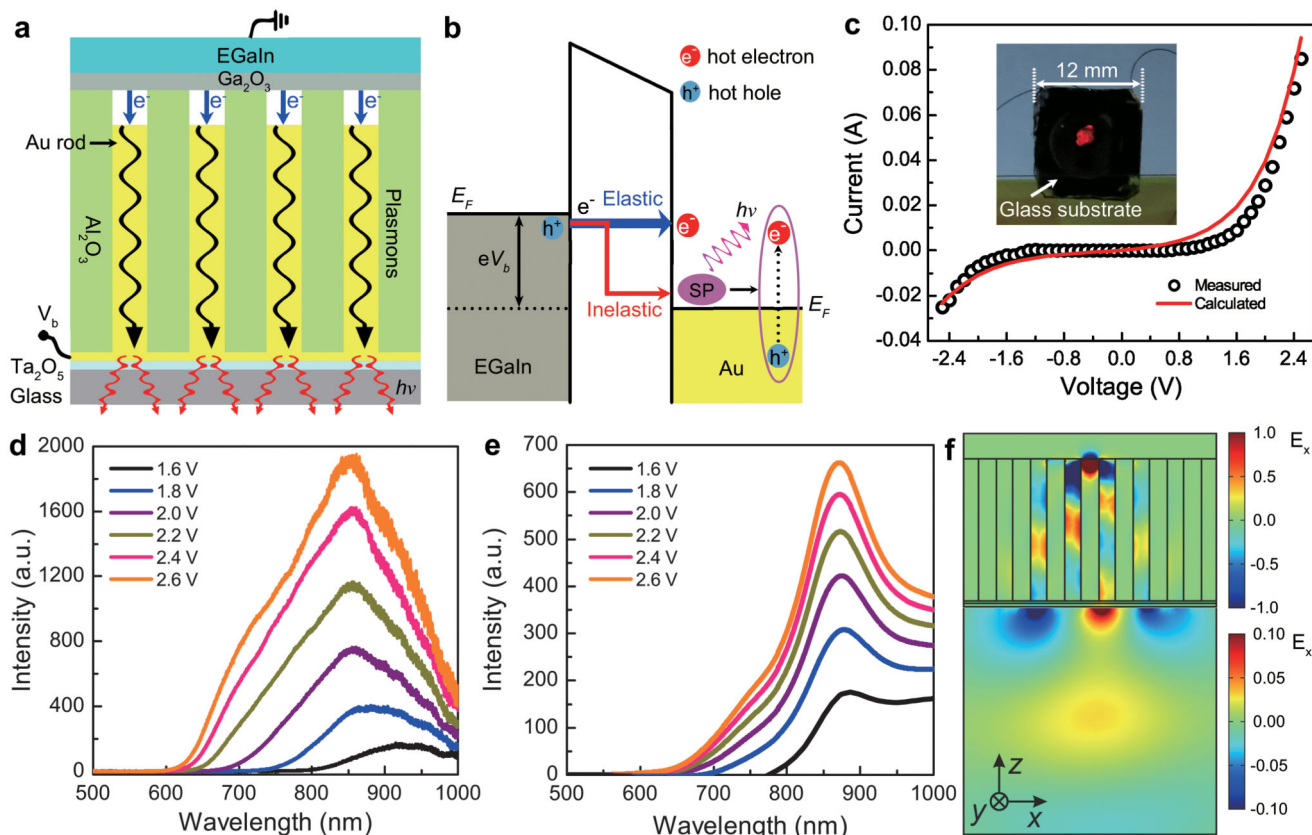 a
EGaIn
Ga₂O₃
e⁻ e⁻ e⁻ e⁻
Au rod
Al₂O₃
Plasmons
V_b
Ta₂O₅
Glass
hν
b
e⁻ hot electron
h⁺ hot hole
E_F
h⁺ e⁻ Elastic e⁻
hν
e⁻
eV_b
SP
Inelastic
E_F
h⁺
EGaIn
Au
c
Current (A)
0.10
0.08
0.06
0.04
0.02
0.00
-0.02
-0.04
12 mm
Glass substrate
Measured
Calculated
-2.4 -1.6 -0.8 0.0 0.8 1.6 2.4
Voltage (V)
d
Intensity (a.u.)
2000
1600
1200
800
400
0
1.6 V
1.8 V
2.0 V
2.2 V
2.4 V
2.6 V
500 600 700 800 900 1000
Wavelength (nm)
e
Intensity (a.u.)
700
600
500
400
300
200
100
0
1.6 V
1.8 V
2.0 V
2.2 V
2.4 V
2.6 V
500 600 700 800 900 1000
Wavelength (nm)
f
1.0 Eₓ
0.5
0.0
-0.5
-1.0
0.10 Eₓ
0.05
0.00
-0.05
-0.10
z
y x